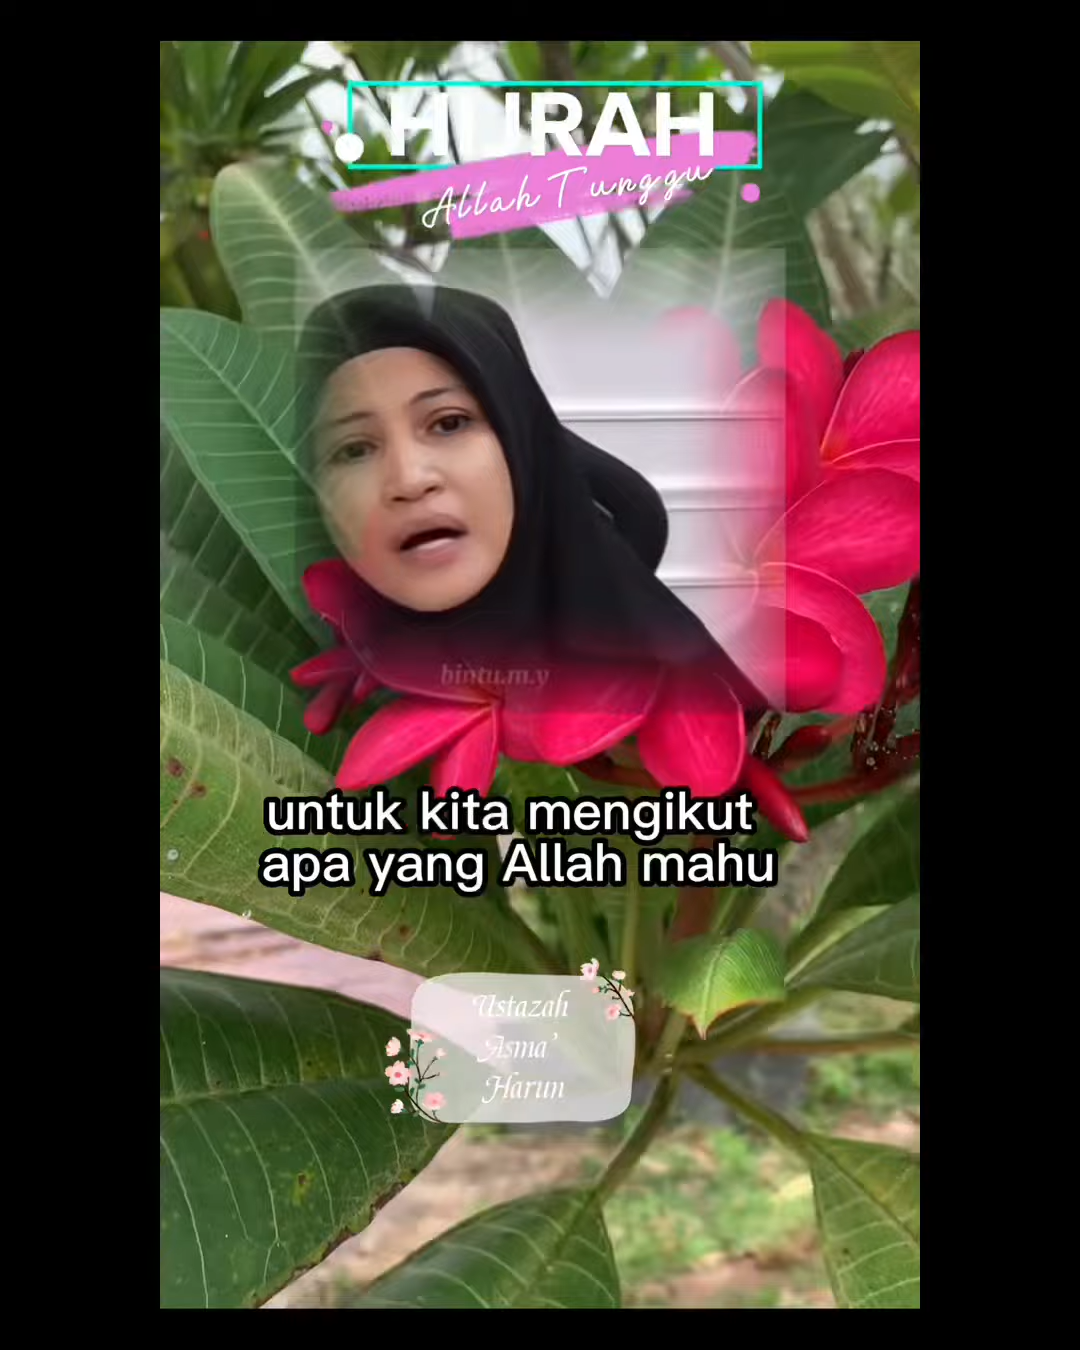 HIJRAH
Allah Tunggu
bintu.m.y
untuk kita mengikut
apa yang Allah mahu
Ustazah
Asma'
Harun